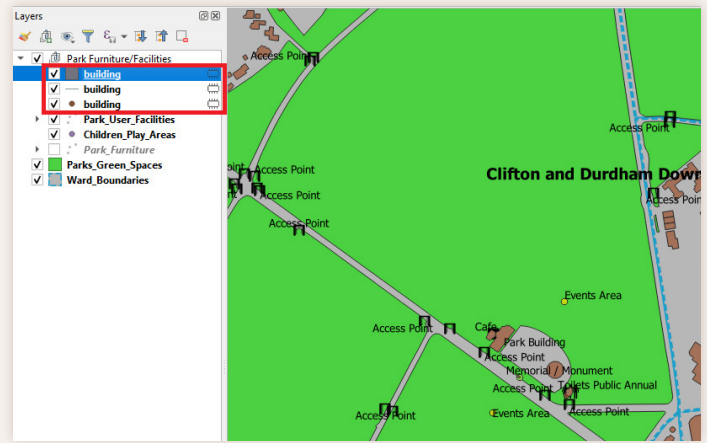 Layers
Park Furniture/Facilities
building
building
building
Park_User_Facilities
Children_Play_Areas
Park_Furniture
Parks_Green_Spaces
Ward_Boundaries
Access Point
Access Point
Clifton and Durdham Down
Access Point
Access Point
Access Point
Access Point
Events Area
Access Point
Cafe
Park Building
Access Point
Memorial / Monument
Access Point
Toilets Public Annual
Access Point
Events Area
Access Point